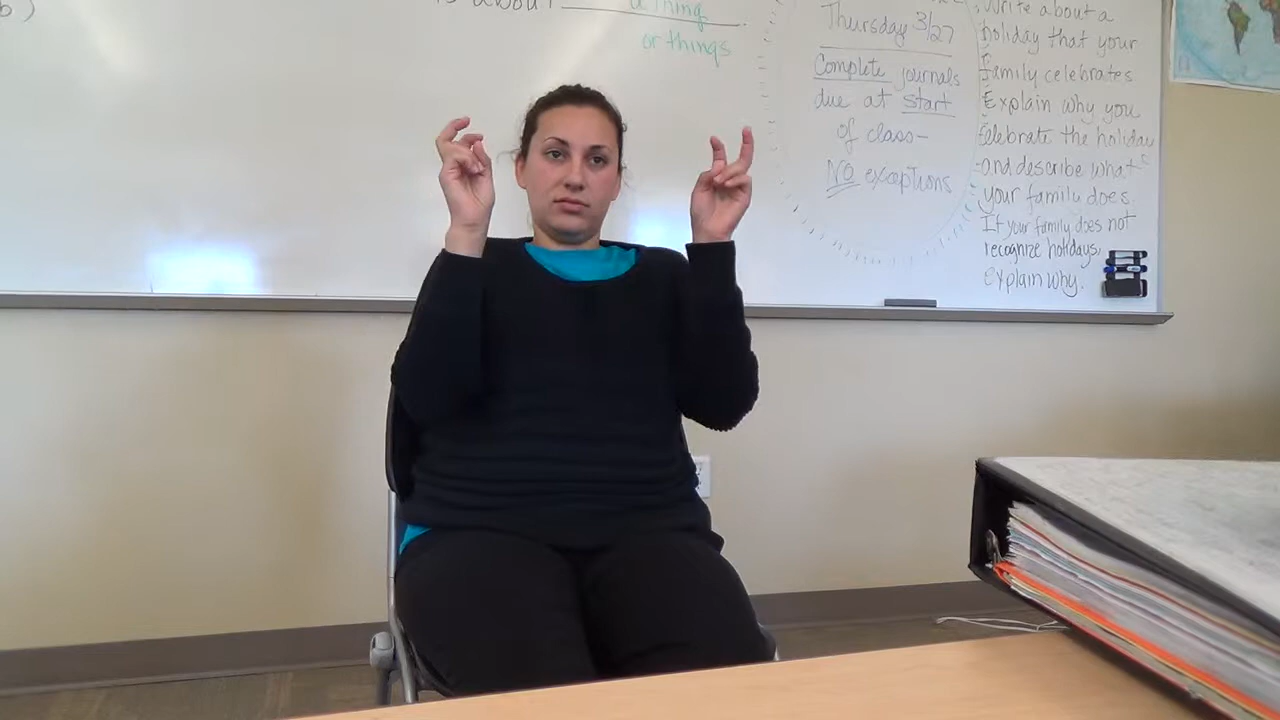 b)
is about a thing
or things
Thursday 3/27
Complete journals
due at start
of class-
NO exceptions
Write about a
holiday that your
family celebrates
Explain why you
celebrate the holiday
and describe what
your family does.
If your family does not
recognize holidays,
explain why.